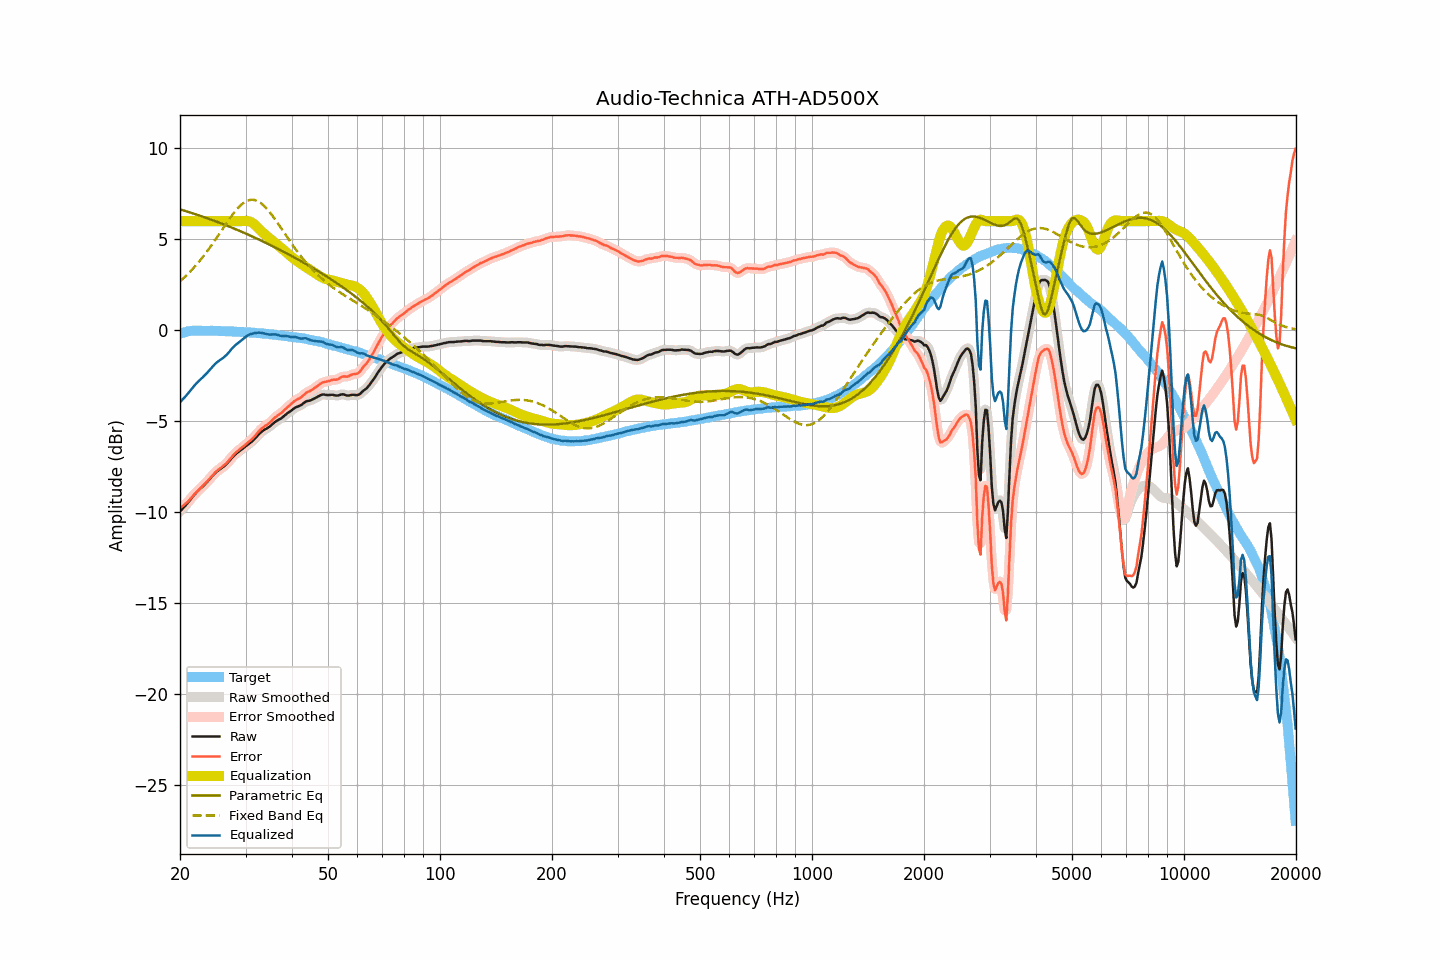 Audio-Technica ATH-AD500X
Amplitude (dBr)
10
5
0
−5
−10
−15
−20
−25
Target
Raw Smoothed
Error Smoothed
Raw
Error
Equalization
Parametric Eq
Fixed Band Eq
Equalized
20 50 100 200 500 1000 2000 5000 10000 20000
Frequency (Hz)